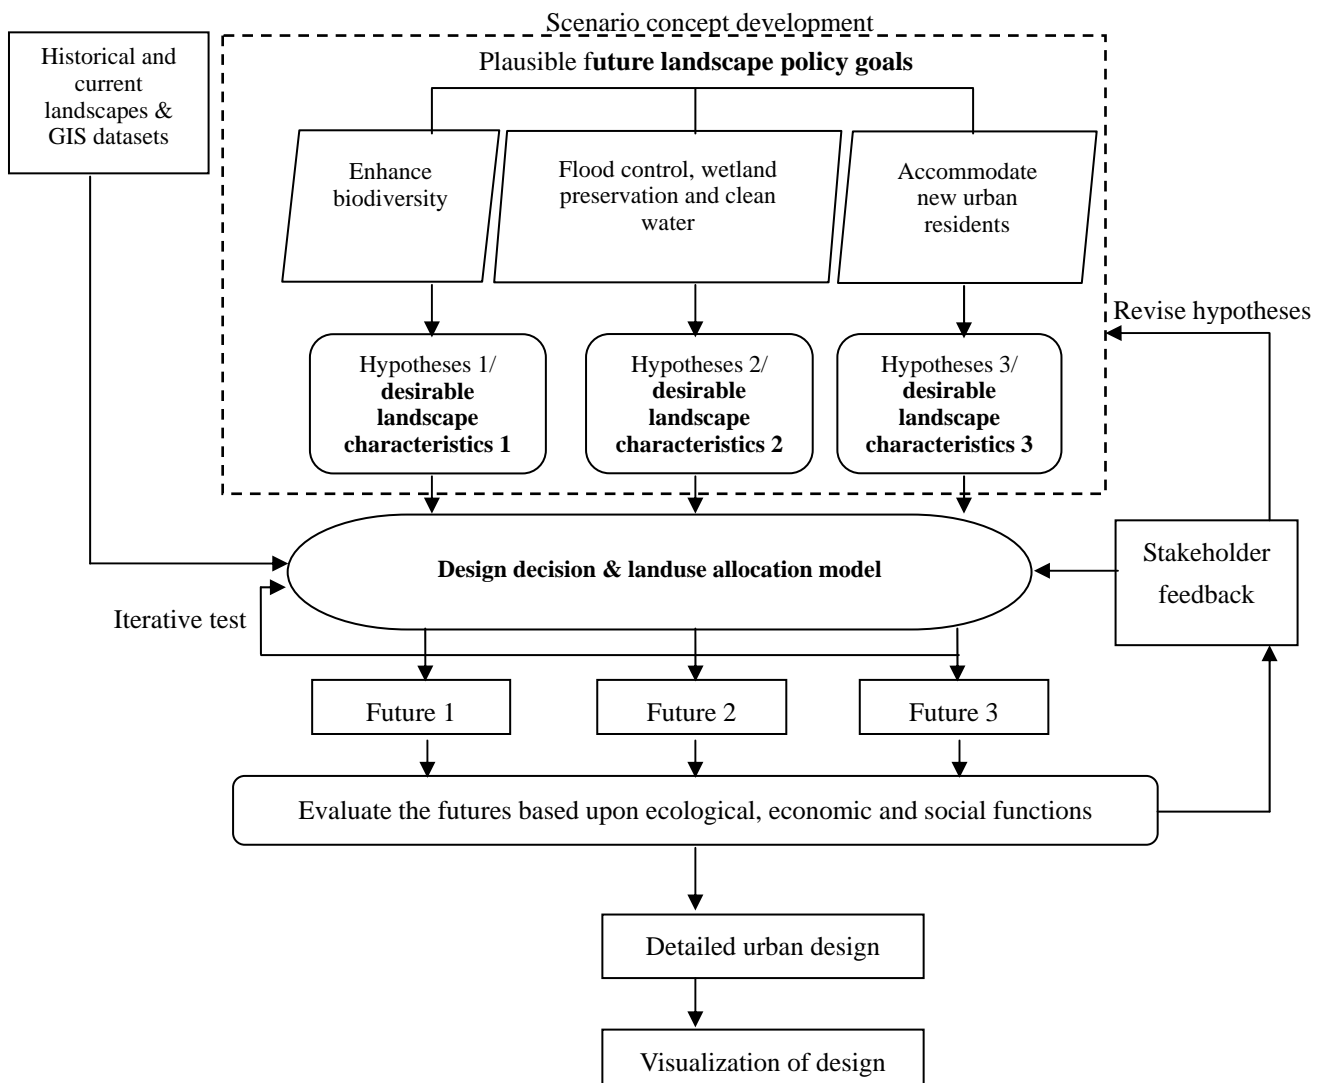 Scenario concept development
Historical and
current
landscapes &
GIS datasets
Plausible future landscape policy goals
Enhance
biodiversity
Flood control, wetland
preservation and clean
water
Accommodate
new urban
residents
Revise hypotheses
Hypotheses 1/
desirable
landscape
characteristics 1
Hypotheses 2/
desirable
landscape
characteristics 2
Hypotheses 3/
desirable
landscape
characteristics 3
Design decision & landuse allocation model
Stakeholder
feedback
Iterative test
Future 1
Future 2
Future 3
Evaluate the futures based upon ecological, economic and social functions
Detailed urban design
Visualization of design